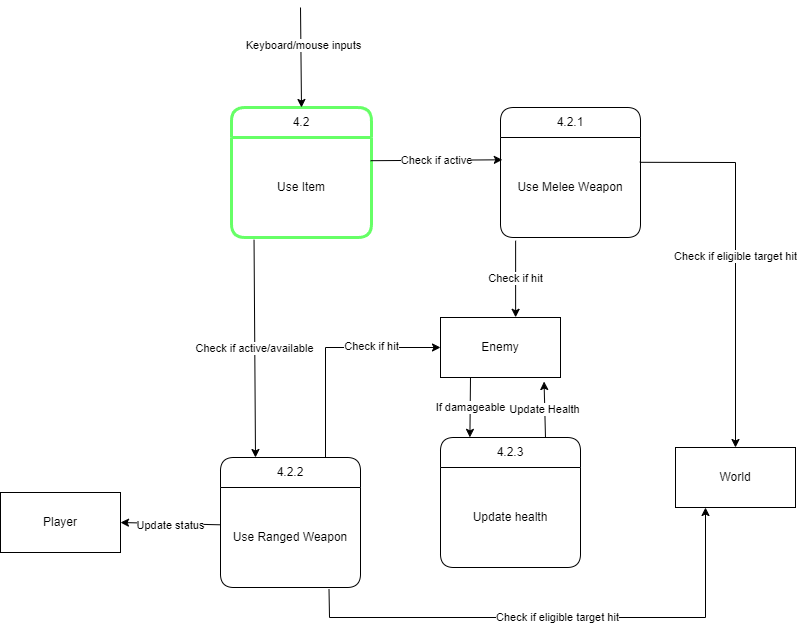 Keyboard/mouse inputs
4.2
Use Item
Check if active
4.2.1
Use Melee Weapon
Check if eligible target hit
Check if hit
Check if active/available
Check if hit
Enemy
If damageable
Update Health
4.2.3
Update health
World
4.2.2
Use Ranged Weapon
Player
Update status
Check if eligible target hit